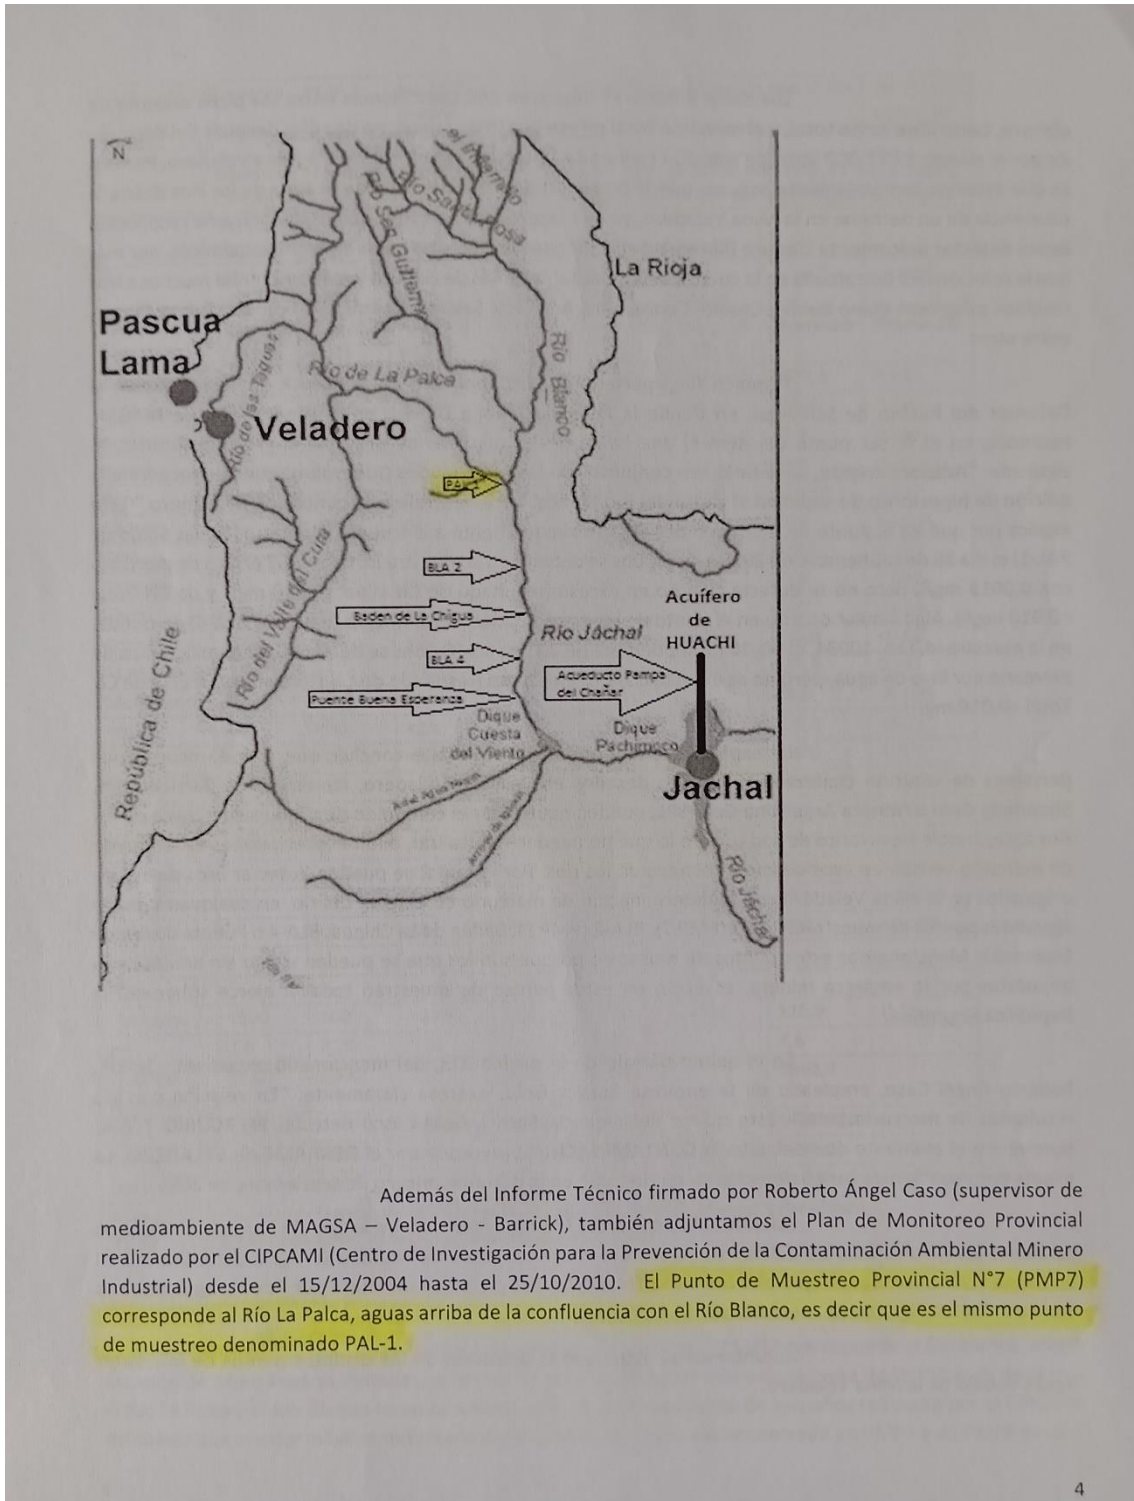 N
el Inflernito
Río Santa Rosa
Río San Guillermo
La Rioja
Pascua
Lama
Río de las Taguas
Río de La Palca
Río Blanco
Veladero
PAL-1
BLA 2
Río del Valle del Cura
Acuífero
de
HUACHI
Baden de La Chigua
Río Jáchal
República de Chile
BLA 4
Acueducto Pampa
del Chañar
Puente Buena Esperanza
Dique
Cuesta
del Viento
Dique
Pachimoco
Jachal
Río Jáchal
Además del Informe Técnico firmado por Roberto Ángel Caso (supervisor de
medioambiente de MAGSA – Veladero - Barrick), también adjuntamos el Plan de Monitoreo Provincial
realizado por el CIPCAMI (Centro de Investigación para la Prevención de la Contaminación Ambiental Minero
Industrial) desde el 15/12/2004 hasta el 25/10/2010. El Punto de Muestreo Provincial N°7 (PMP7)
corresponde al Río La Palca, aguas arriba de la confluencia con el Río Blanco, es decir que es el mismo punto
de muestreo denominado PAL-1.
4